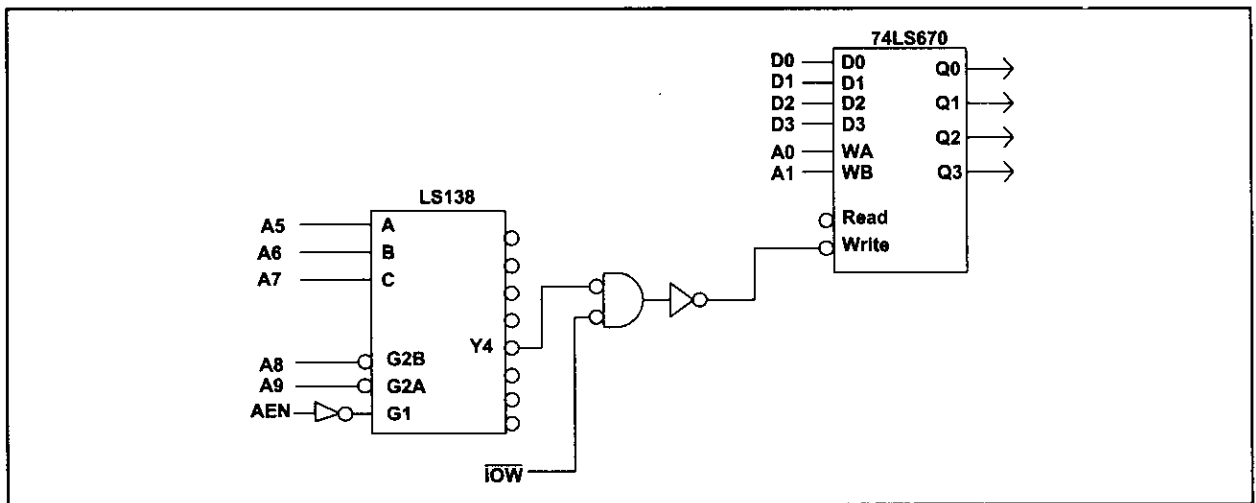 74LS670
D0 D0 Q0
D1 D1
D2 D2 Q1
D3 D3 Q2
A0 WA
A1 WB Q3
Read
Write
LS138
A5 A
A6 B
A7 C
Y4
A8 G2B
A9 G2A
AEN G1
IOW